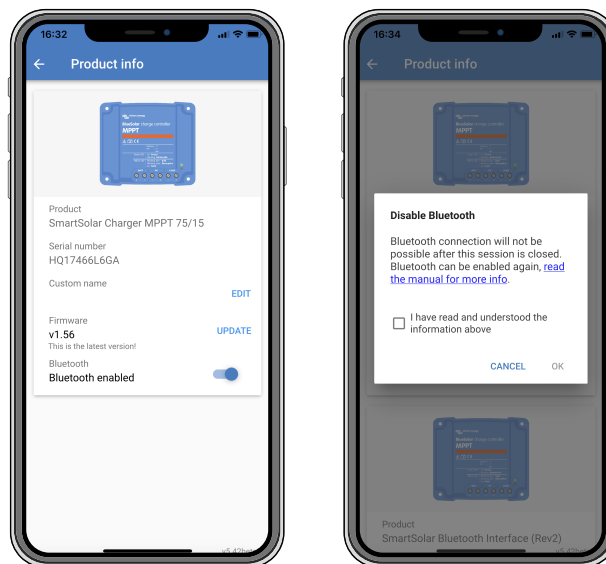 16:32
Product info
MPPT
Product
SmartSolar Charger MPPT 75/15
Serial number
HQ17466L6GA
Custom name
EDIT
Firmware
v1.56
UPDATE
This is the latest version!
Bluetooth
Bluetooth enabled
16:34
Product info
Disable Bluetooth
Bluetooth connection will not be
possible after this session is closed.
Bluetooth can be enabled again, read
the manual for more info.
I have read and understood the
information above
CANCEL
OK
MPPT
Product
SmartSolar Bluetooth Interface (Rev2)